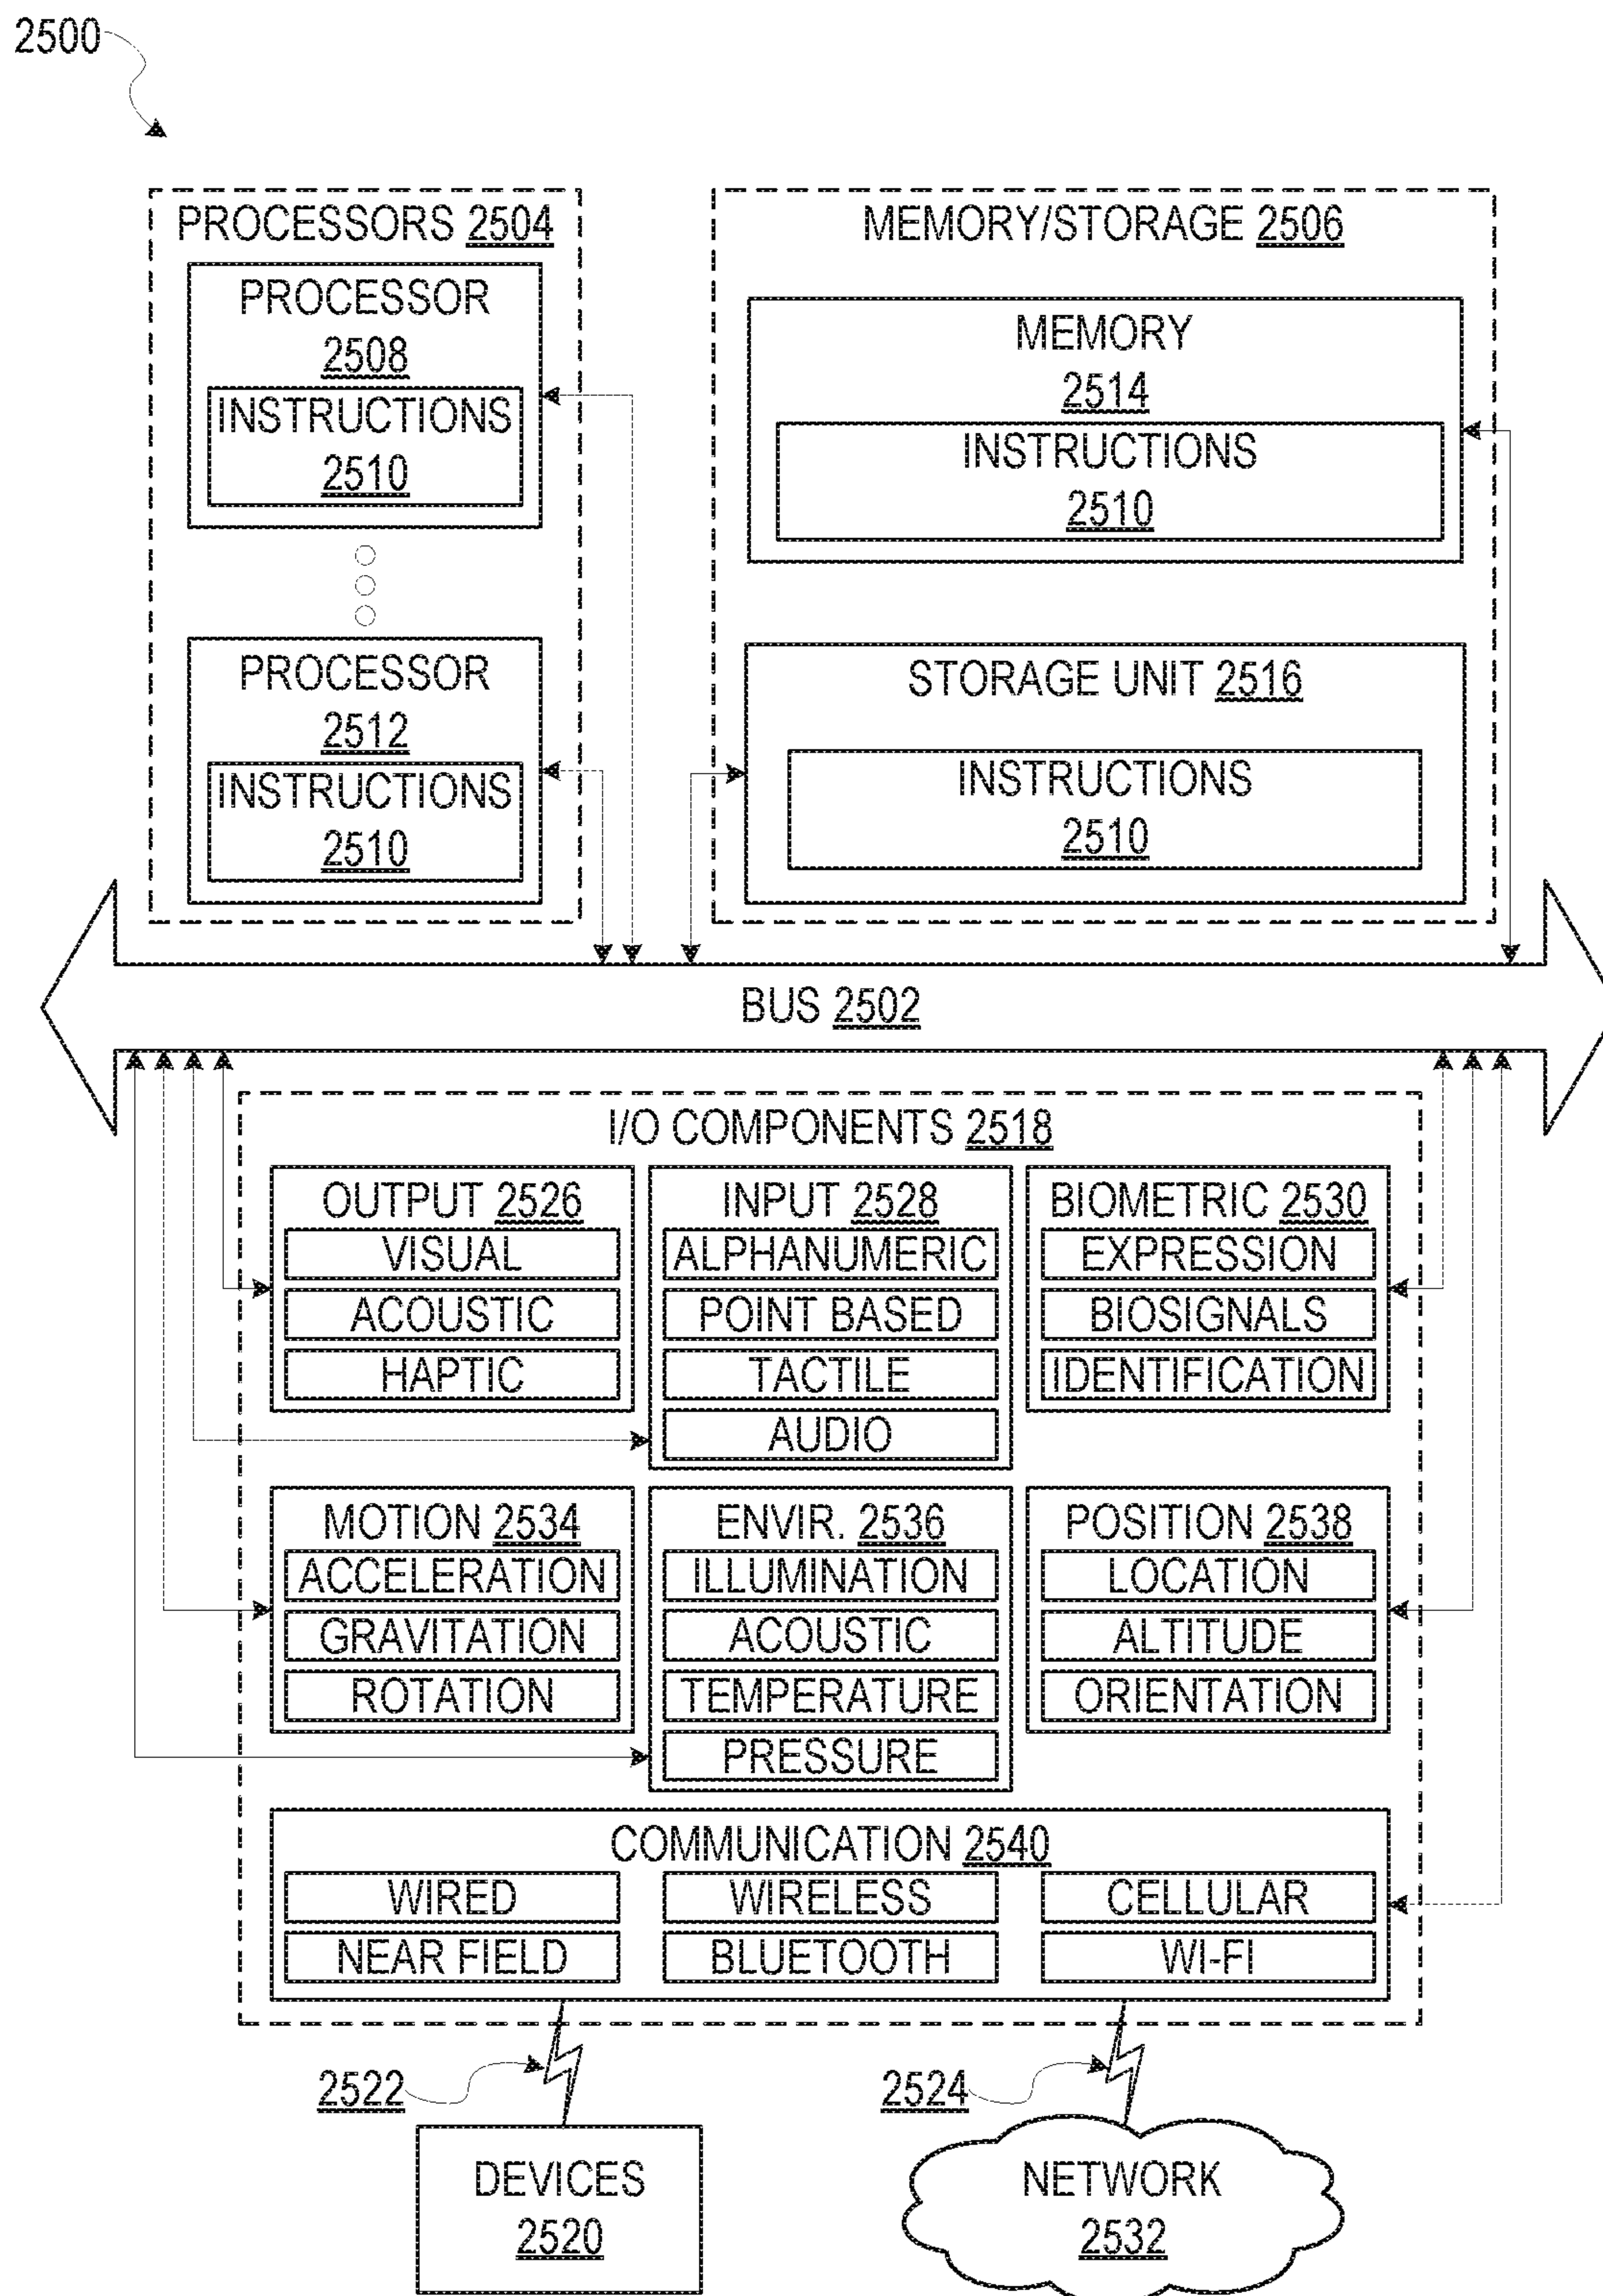 2500
PROCESSORS 2504
PROCESSOR
2508
INSTRUCTIONS
2510
PROCESSOR
2512
INSTRUCTIONS
2510
MEMORY/STORAGE 2506
MEMORY
2514
INSTRUCTIONS
2510
STORAGE UNIT 2516
INSTRUCTIONS
2510
BUS 2502
I/O COMPONENTS 2518
OUTPUT 2526
VISUAL
ACOUSTIC
HAPTIC
INPUT 2528
ALPHANUMERIC
POINT BASED
TACTILE
AUDIO
BIOMETRIC 2530
EXPRESSION
BIOSIGNALS
IDENTIFICATION
MOTION 2534
ACCELERATION
GRAVITATION
ROTATION
ENVIR. 2536
ILLUMINATION
ACOUSTIC
TEMPERATURE
PRESSURE
POSITION 2538
LOCATION
ALTITUDE
ORIENTATION
COMMUNICATION 2540
WIRED
WIRELESS
CELLULAR
NEAR FIELD
BLUETOOTH
WI-FI
2522
2524
DEVICES
2520
NETWORK
2532